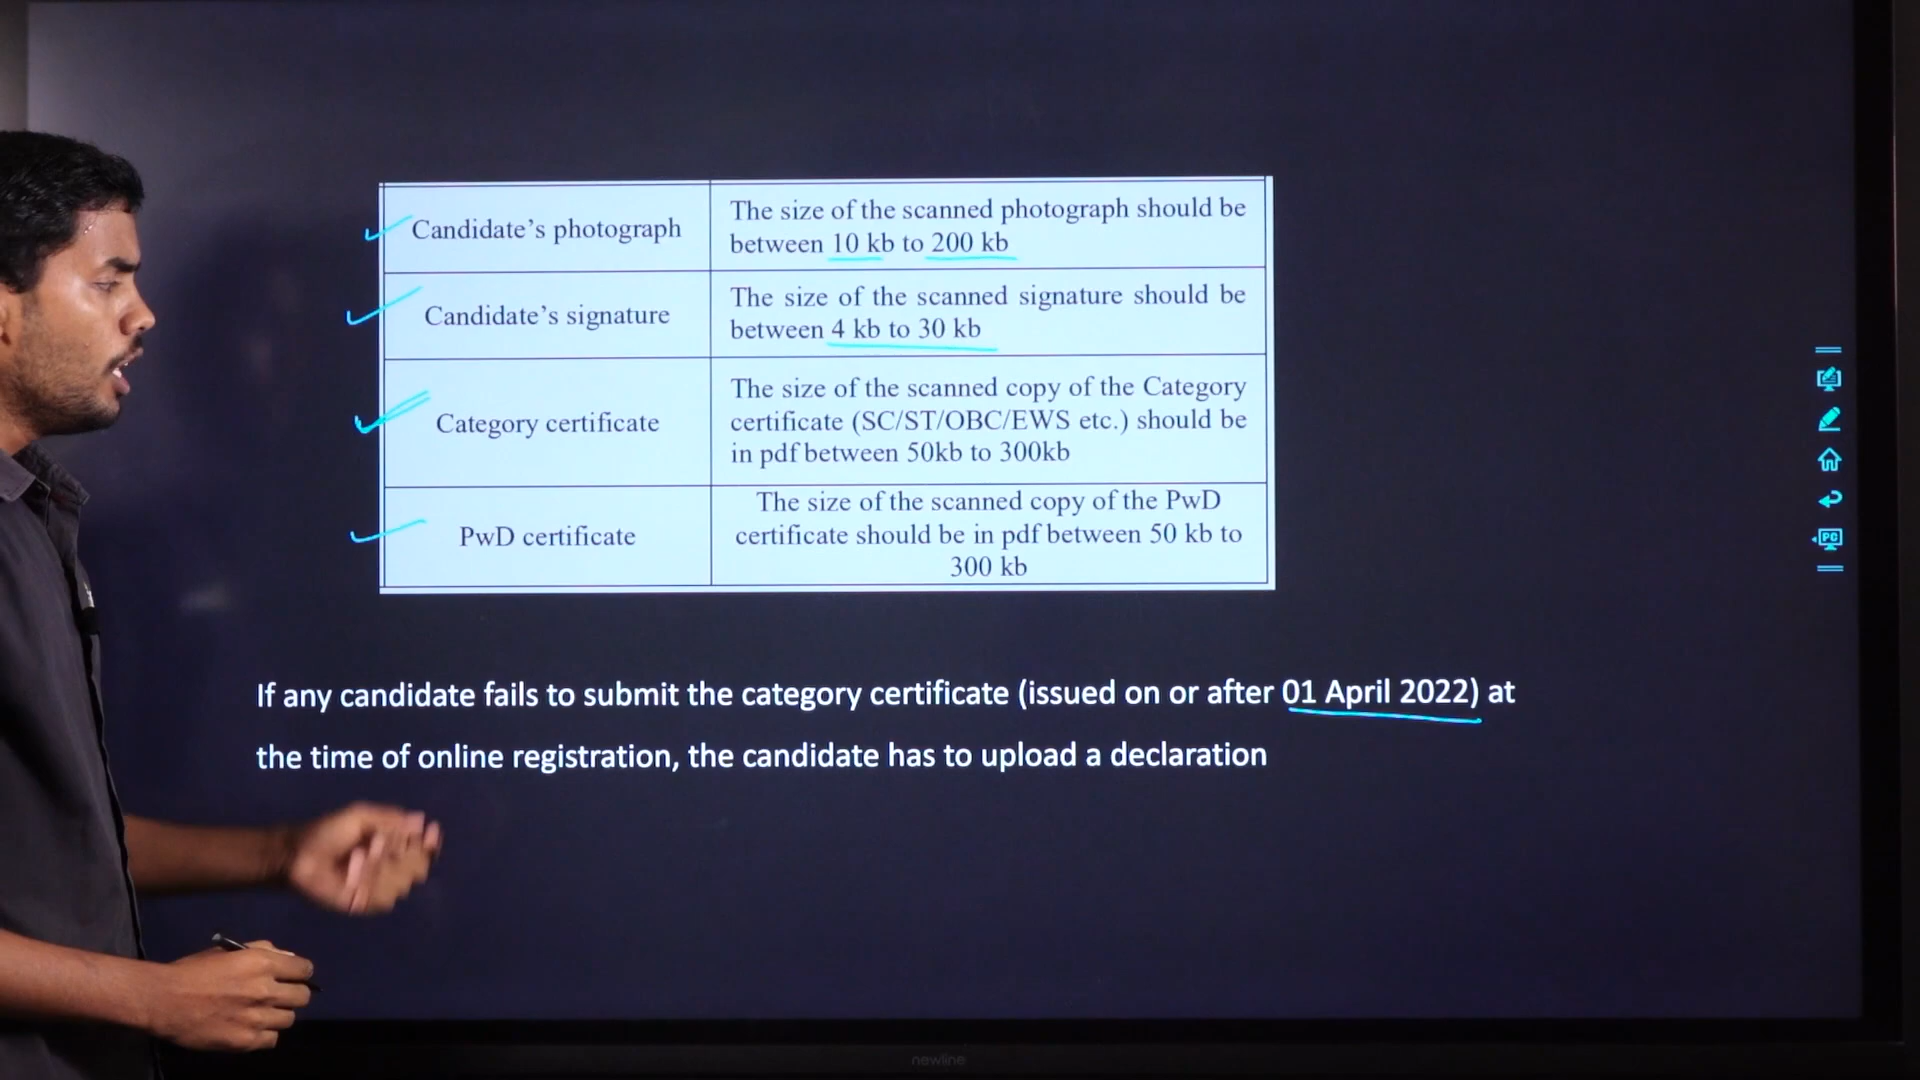 Candidate's photograph
The size of the scanned photograph should be
between 10 kb to 200 kb
Candidate's signature
The size of the scanned signature should be
between 4 kb to 30 kb
Category certificate
The size of the scanned copy of the Category
certificate (SC/ST/OBC/EWS etc.) should be
in pdf between 50kb to 300kb
PwD certificate
The size of the scanned copy of the PwD
certificate should be in pdf between 50 kb to
300 kb
If any candidate fails to submit the category certificate (issued on or after 01 April 2022) at
the time of online registration, the candidate has to upload a declaration
PC
newline